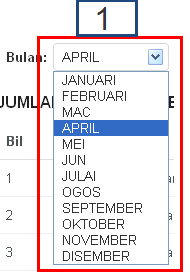 1
Bulan: APRIL
JANUARI
FEBRUARI
MAC
APRIL
MEI
JUN
JULAI
OGOS
SEPTEMBER
OKTOBER
NOVEMBER
DISEMBER
Bil
1
2
3